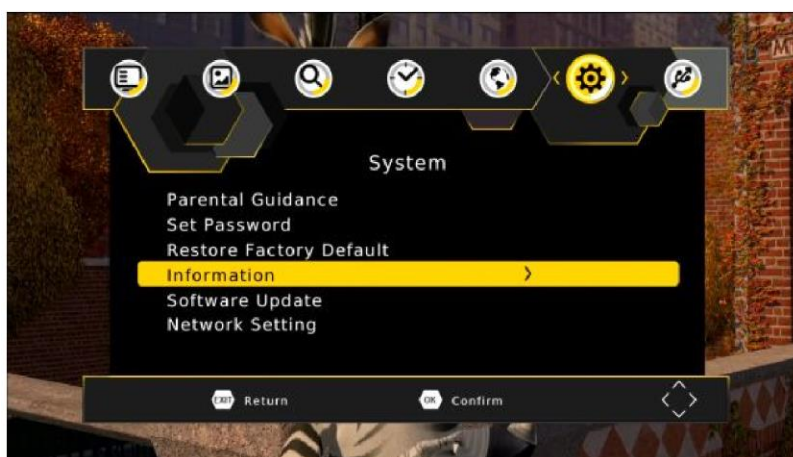 System
Parental Guidance
Set Password
Restore Factory Default
Information
Software Update
Network Setting
EXIT Return OK Confirm